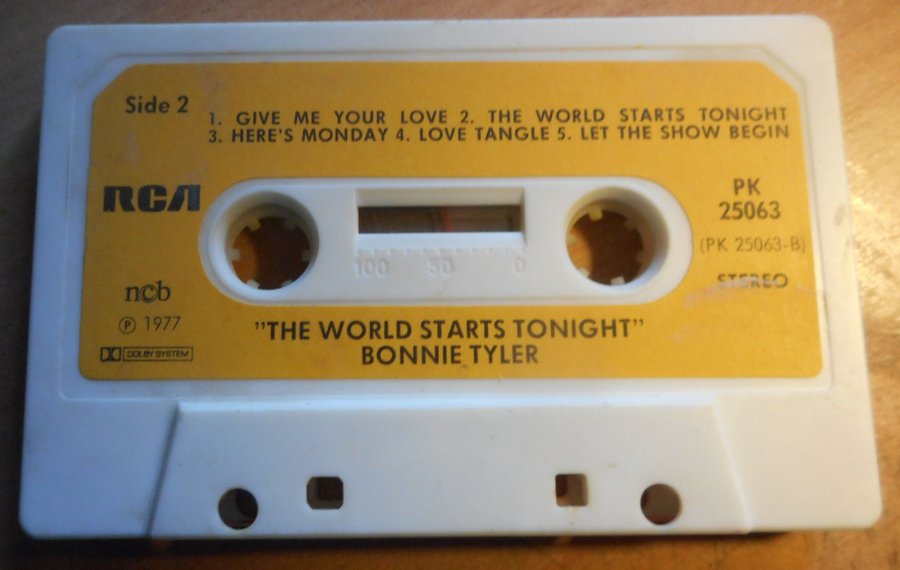 Side 2
1. GIVE ME YOUR LOVE 2. THE WORLD STARTS TONIGHT
3. HERE'S MONDAY 4. LOVE TANGLE 5. LET THE SHOW BEGIN
RCA
PK
25063
(PK 25063-B)
STEREO
100 50 0
ncb
℗ 1977
DOLBY SYSTEM
"THE WORLD STARTS TONIGHT"
BONNIE TYLER